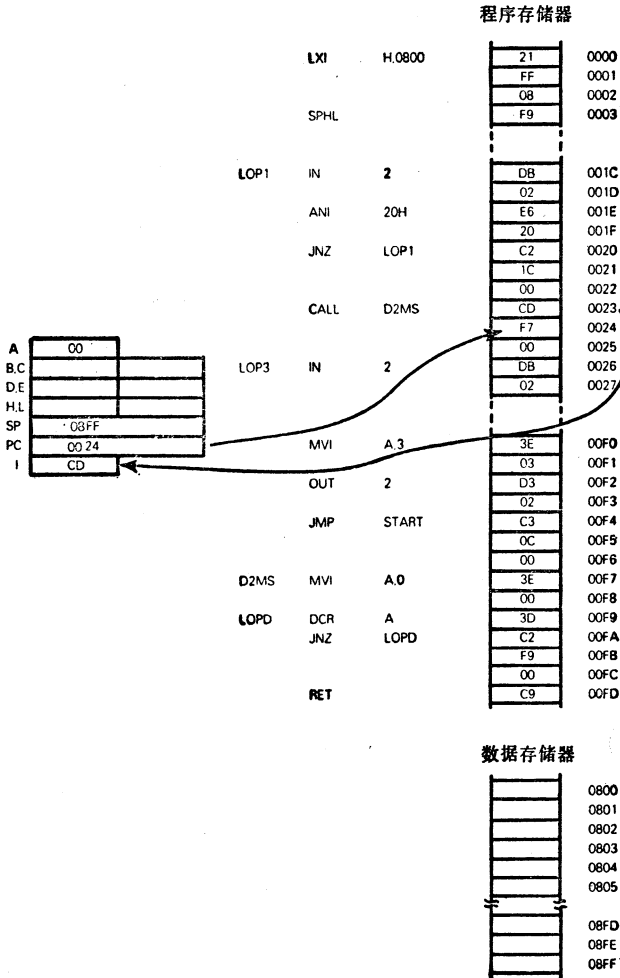 程序存储器
LXI H.0800 21 0000
FF 0001
08 0002
SPHL F9 0003
LOP1 IN 2 DB 001C
02 001D
ANI 20H E6 001E
20 001F
JNZ LOP1 C2 0020
1C 0021
00 0022
CALL D2MS CD 0023
F7 0024
00 0025
LOP3 IN 2 DB 0026
02 0027
A 00
B,C
D,E
H,L
SP 08FF
PC 0024
I CD
MVI A,3 3E 00F0
03 00F1
OUT 2 D3 00F2
02 00F3
JMP START C3 00F4
0C 00F5
00 00F6
D2MS MVI A.0 3E 00F7
00 00F8
LOPD DCR A 3D 00F9
JNZ LOPD C2 00FA
F9 00FB
00 00FC
RET C9 00FD
数据存储器
0800
0801
0802
0803
0804
0805
08FD
08FE
08FF